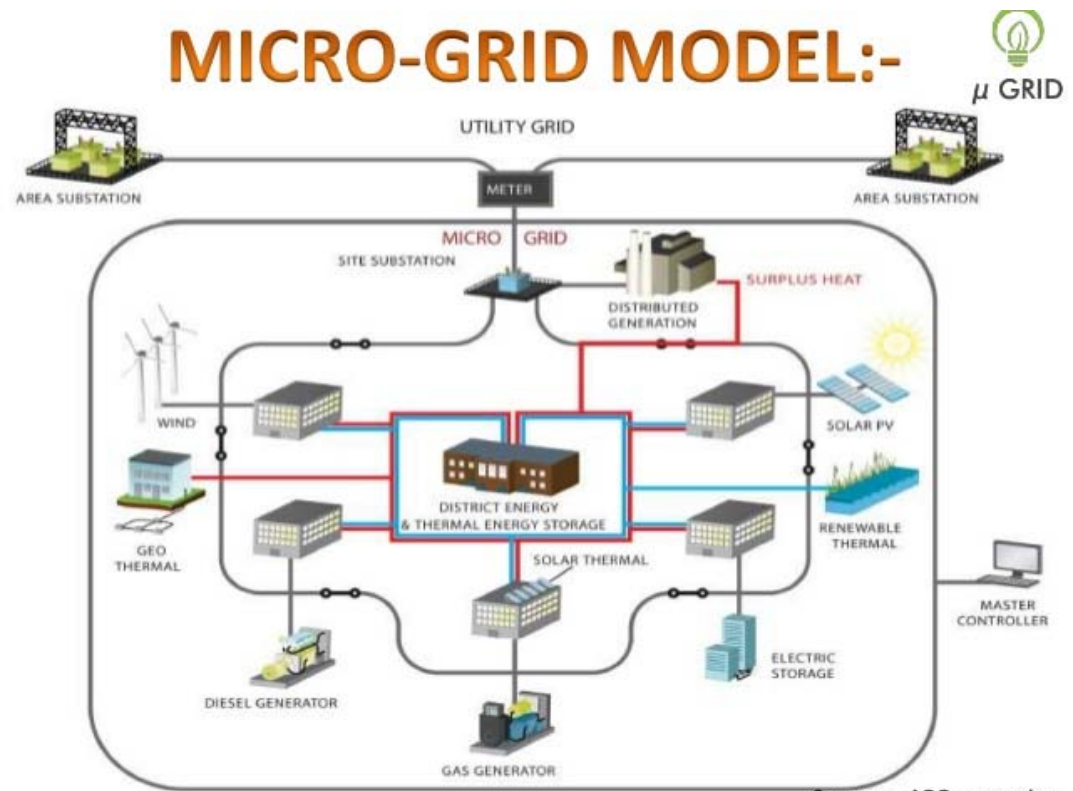 MICRO-GRID MODEL:-
μ GRID
UTILITY GRID
AREA SUBSTATION
METER
AREA SUBSTATION
MICRO GRID
SITE SUBSTATION
SURPLUS HEAT
DISTRIBUTED
GENERATION
WIND
SOLAR PV
DISTRICT ENERGY
& THERMAL ENERGY STORAGE
RENEWABLE
THERMAL
GEO
THERMAL
SOLAR THERMAL
MASTER
CONTROLLER
ELECTRIC
STORAGE
DIESEL GENERATOR
GAS GENERATOR